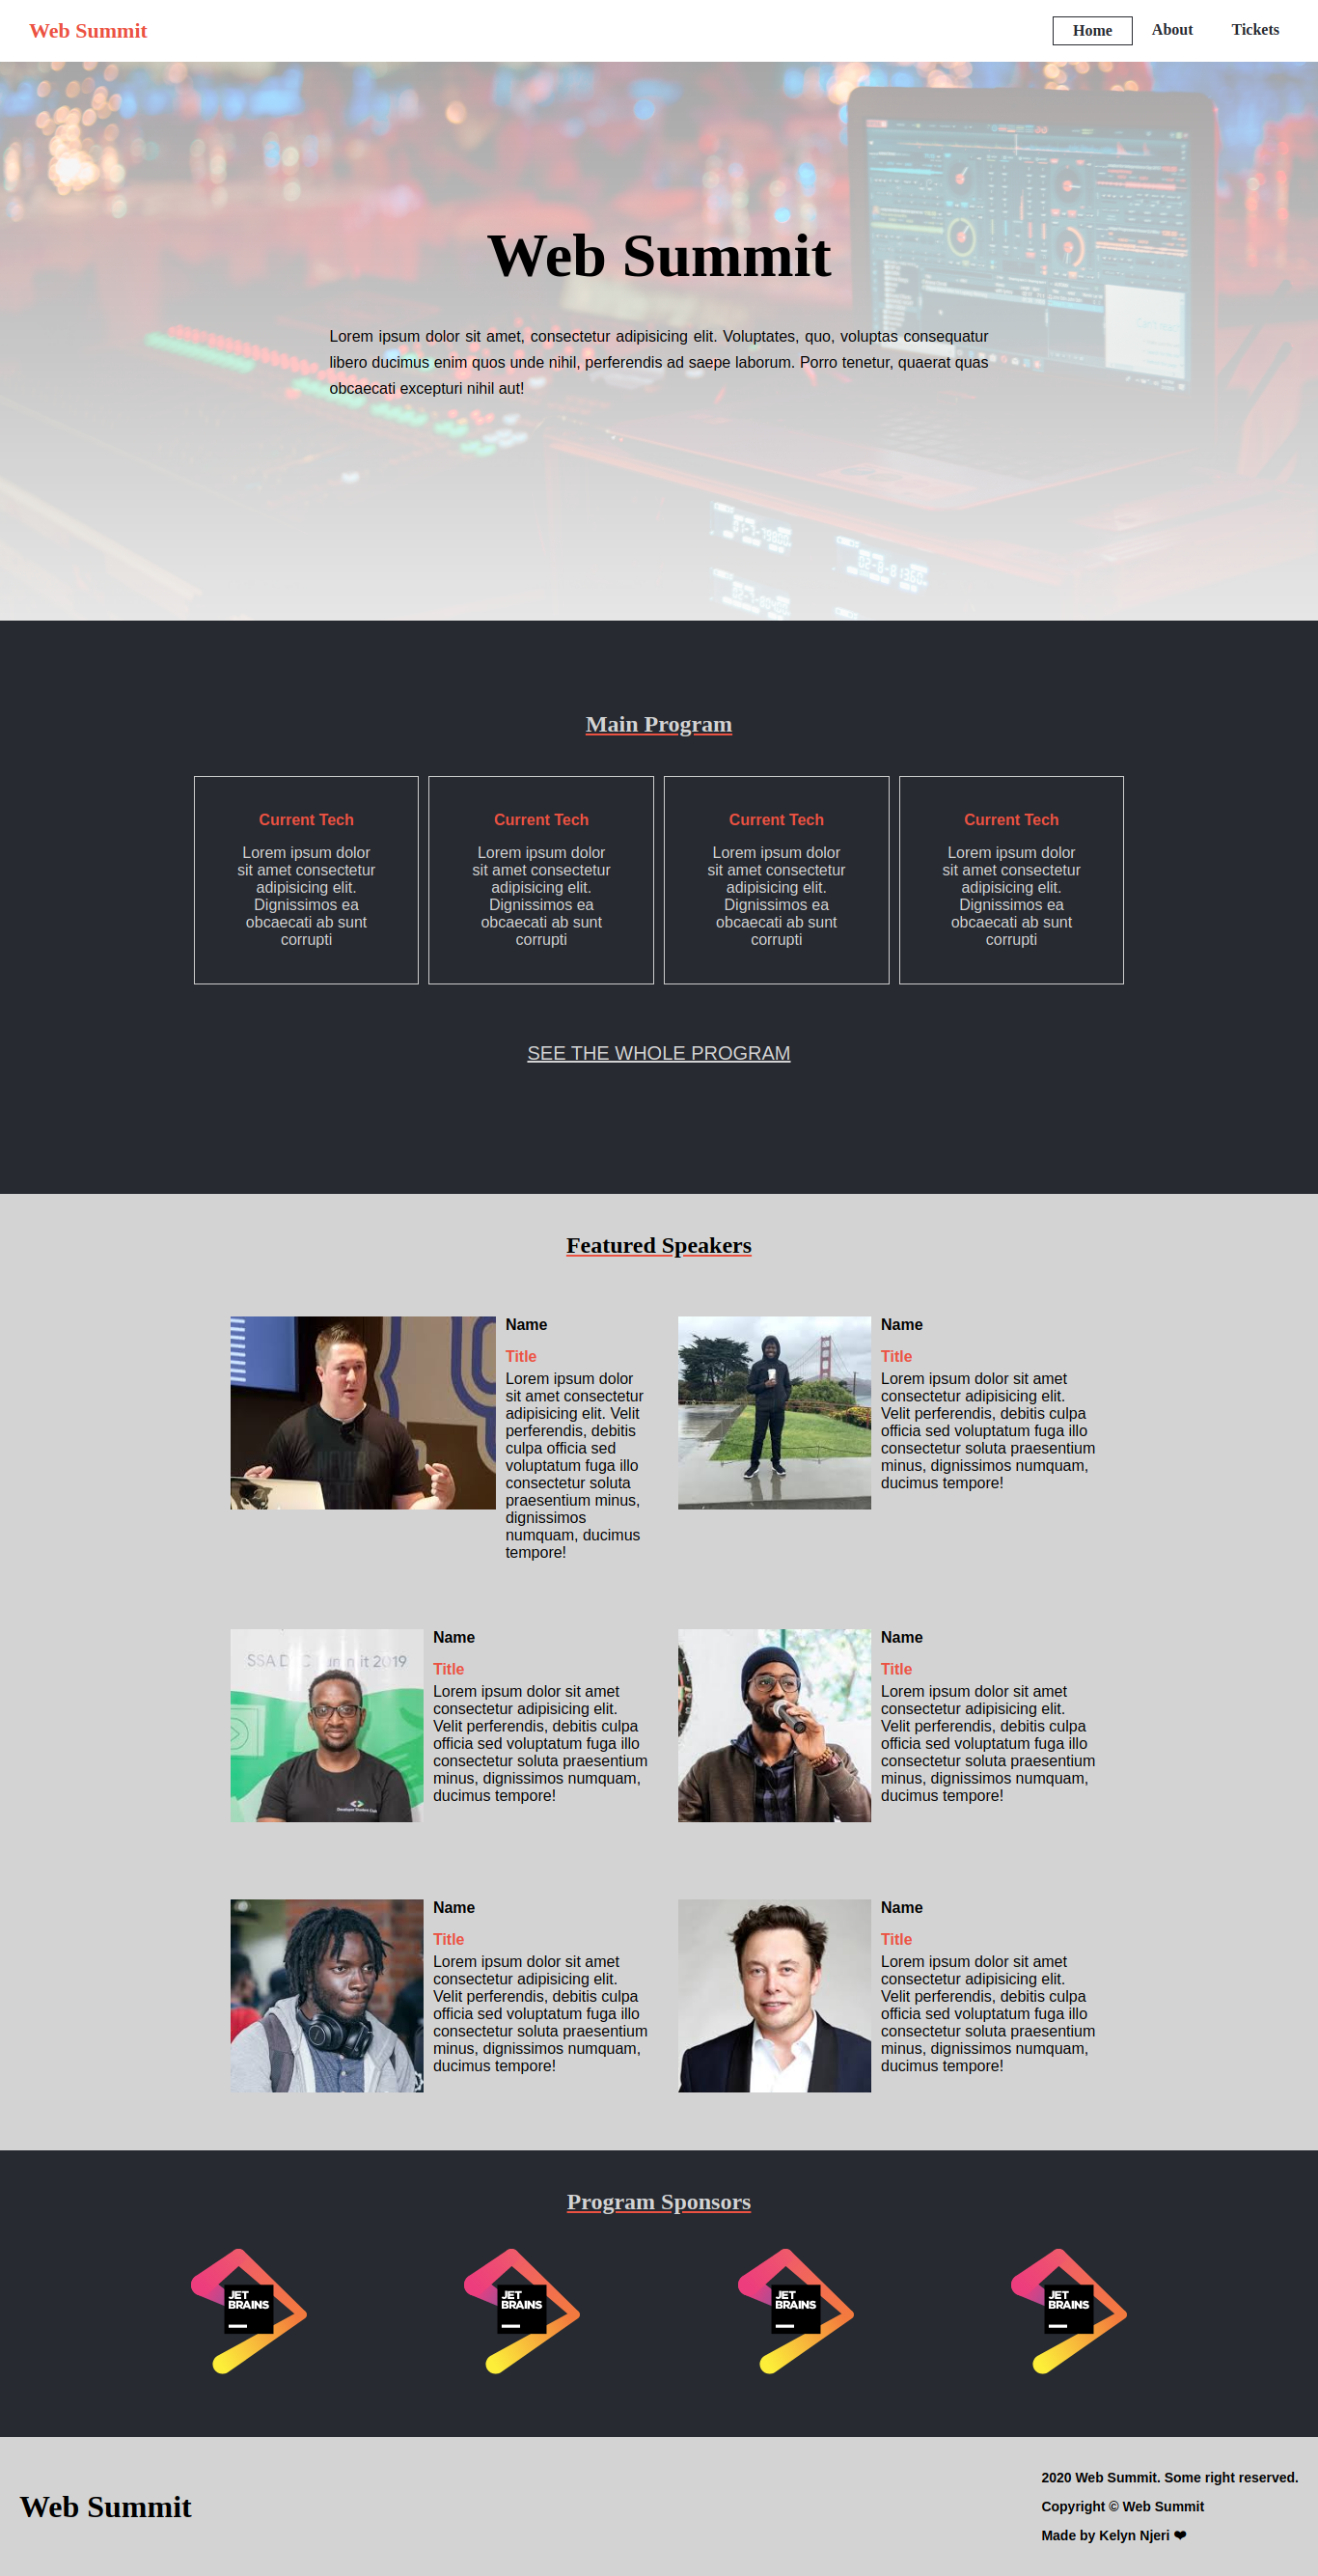 Web Summit
Home
About
Tickets
Web Summit
Lorem ipsum dolor sit amet, consectetur adipisicing elit. Voluptates, quo, voluptas consequatur
libero ducimus enim quos unde nihil, perferendis ad saepe laborum. Porro tenetur, quaerat quas
obcaecati excepturi nihil aut!
Main Program
Current Tech
Lorem ipsum dolor
sit amet consectetur
adipisicing elit.
Dignissimos ea
obcaecati ab sunt
corrupti
Current Tech
Lorem ipsum dolor
sit amet consectetur
adipisicing elit.
Dignissimos ea
obcaecati ab sunt
corrupti
Current Tech
Lorem ipsum dolor
sit amet consectetur
adipisicing elit.
Dignissimos ea
obcaecati ab sunt
corrupti
Current Tech
Lorem ipsum dolor
sit amet consectetur
adipisicing elit.
Dignissimos ea
obcaecati ab sunt
corrupti
SEE THE WHOLE PROGRAM
Featured Speakers
Name
Title
Lorem ipsum dolor
sit amet consectetur
adipisicing elit. Velit
perferendis, debitis
culpa officia sed
voluptatum fuga illo
consectetur soluta
praesentium minus,
dignissimos
numquam, ducimus
tempore!
Name
Title
Lorem ipsum dolor sit amet
consectetur adipisicing elit.
Velit perferendis, debitis culpa
officia sed voluptatum fuga illo
consectetur soluta praesentium
minus, dignissimos numquam,
ducimus tempore!
SSA D C Summit 2019
Name
Title
Lorem ipsum dolor sit amet
consectetur adipisicing elit.
Velit perferendis, debitis culpa
officia sed voluptatum fuga illo
consectetur soluta praesentium
minus, dignissimos numquam,
ducimus tempore!
Name
Title
Lorem ipsum dolor sit amet
consectetur adipisicing elit.
Velit perferendis, debitis culpa
officia sed voluptatum fuga illo
consectetur soluta praesentium
minus, dignissimos numquam,
ducimus tempore!
Name
Title
Lorem ipsum dolor sit amet
consectetur adipisicing elit.
Velit perferendis, debitis culpa
officia sed voluptatum fuga illo
consectetur soluta praesentium
minus, dignissimos numquam,
ducimus tempore!
Name
Title
Lorem ipsum dolor sit amet
consectetur adipisicing elit.
Velit perferendis, debitis culpa
officia sed voluptatum fuga illo
consectetur soluta praesentium
minus, dignissimos numquam,
ducimus tempore!
Program Sponsors
JET
BRAINS
JET
BRAINS
JET
BRAINS
JET
BRAINS
Web Summit
2020 Web Summit. Some right reserved.
Copyright © Web Summit
Made by Kelyn Njeri ❤